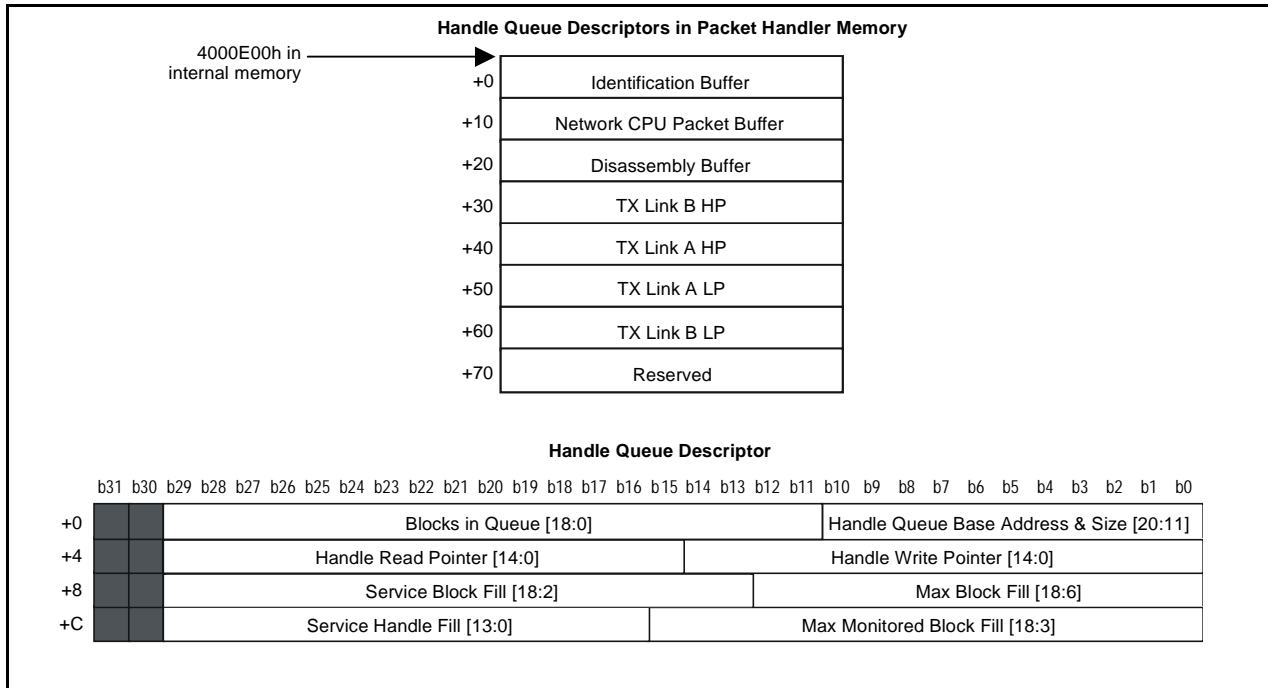 Handle Queue Descriptors in Packet Handler Memory
4000E00h in
internal memory
+0 Identification Buffer
+10 Network CPU Packet Buffer
+20 Disassembly Buffer
+30 TX Link B HP
+40 TX Link A HP
+50 TX Link A LP
+60 TX Link B LP
+70 Reserved
Handle Queue Descriptor
b31 b30 b29 b28 b27 b26 b25 b24 b23 b22 b21 b20 b19 b18 b17 b16 b15 b14 b13 b12 b11 b10 b9 b8 b7 b6 b5 b4 b3 b2 b1 b0
+0 Blocks in Queue [18:0] Handle Queue Base Address & Size [20:11]
+4 Handle Read Pointer [14:0] Handle Write Pointer [14:0]
+8 Service Block Fill [18:2] Max Block Fill [18:6]
+C Service Handle Fill [13:0] Max Monitored Block Fill [18:3]